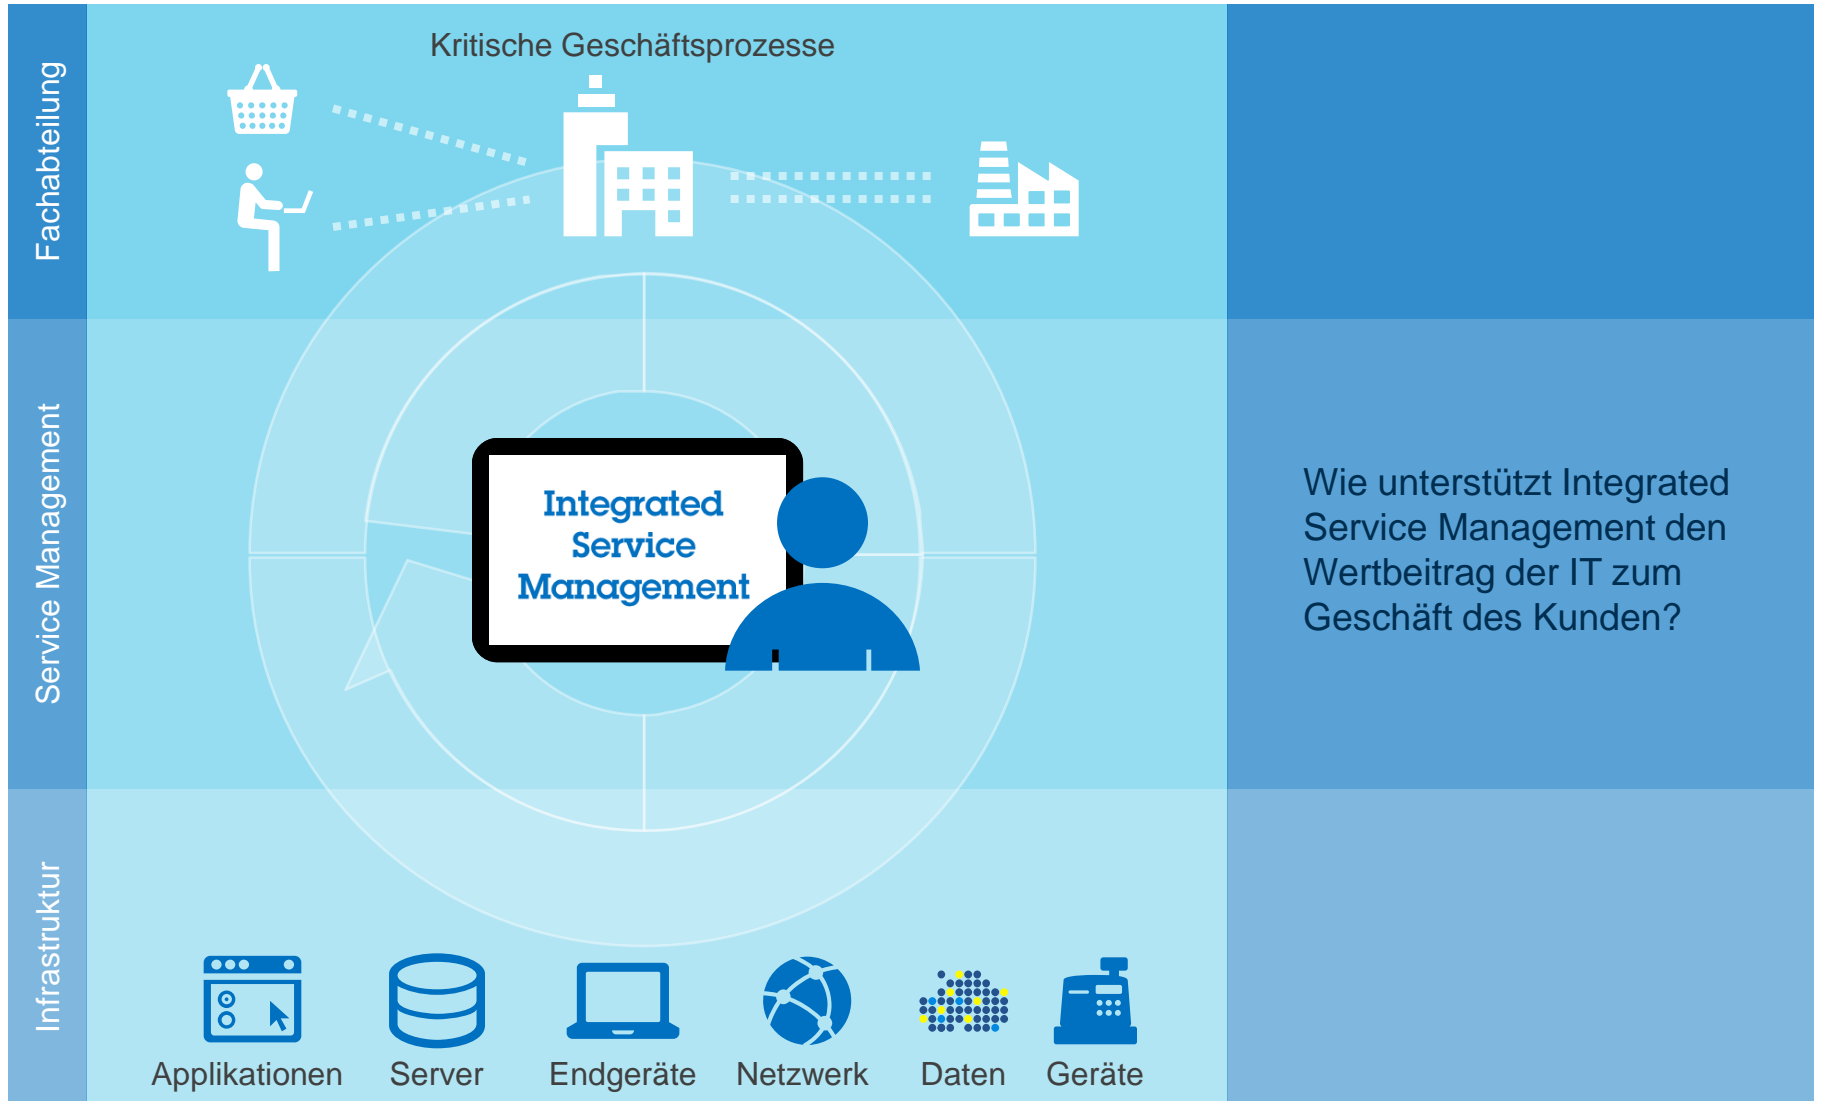 Kritische Geschäftsprozesse
Fachabteilung
Service Management
Integrated
Service
Management
Wie unterstützt Integrated
Service Management den
Wertbeitrag der IT zum
Geschäft des Kunden?
Infrastruktur
Applikationen
Server
Endgeräte
Netzwerk
Daten
Geräte